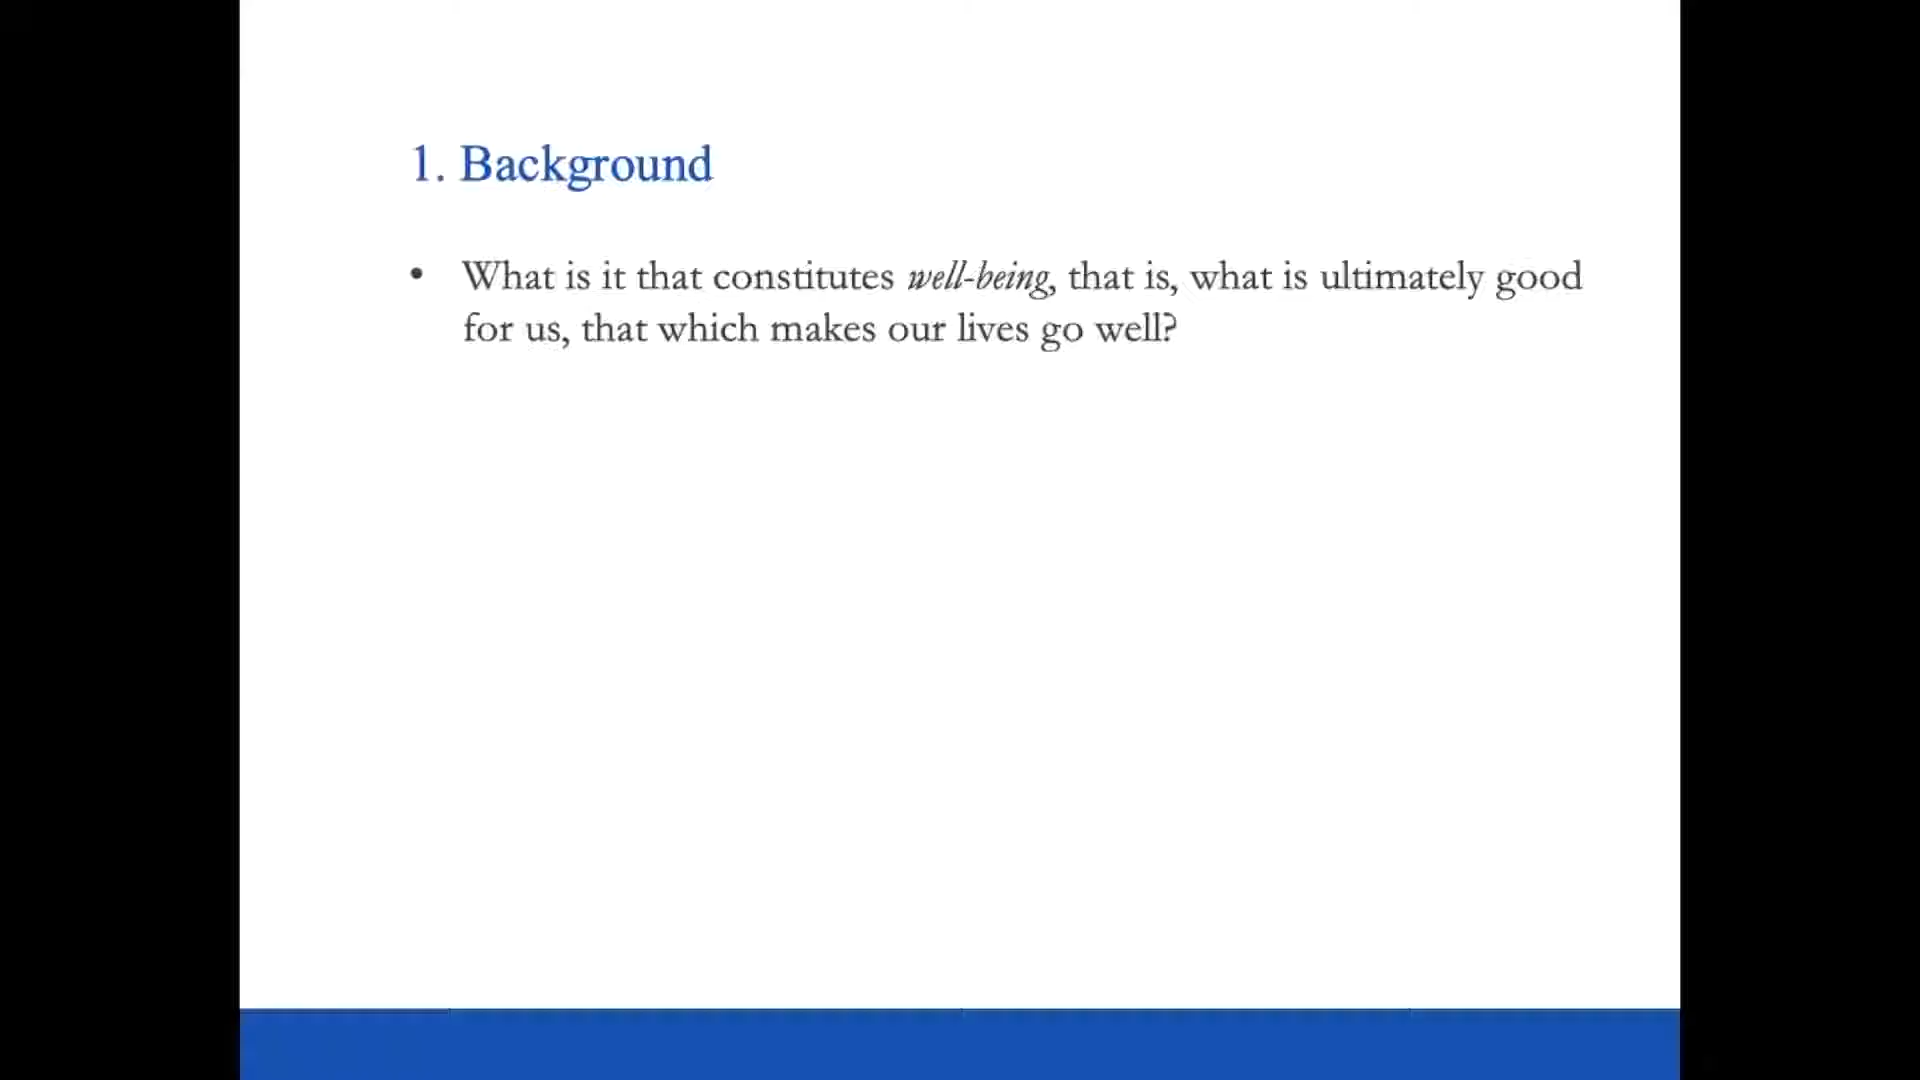 1. Background
• What is it that constitutes well-being, that is, what is ultimately good
for us, that which makes our lives go well?